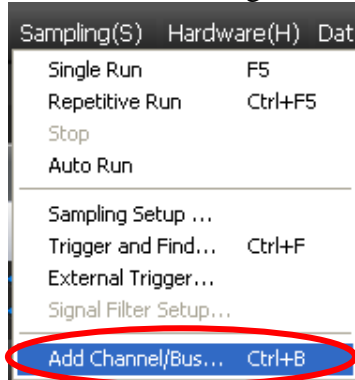 Sampling(S) Hardware(H) Dat
Single Run F5
Repetitive Run Ctrl+F5
Stop
Auto Run
Sampling Setup ...
Trigger and Find... Ctrl+F
External Trigger...
Signal Filter Setup...
Add Channel/Bus... Ctrl+B